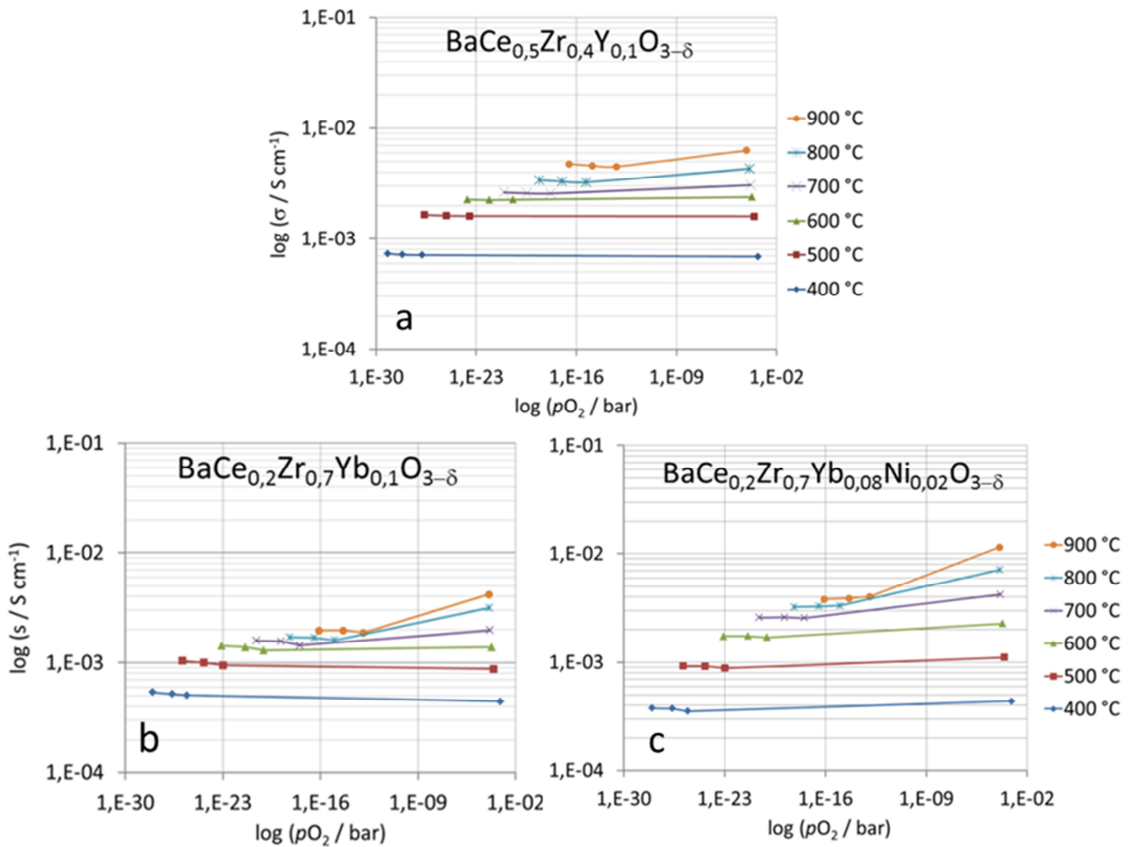 BaCe0,5Zr0,4Y0,1O3–δ
1,E-01
1,E-02
1,E-03
1,E-04
log (σ / S cm-1)
1,E-30 1,E-23 1,E-16 1,E-09 1,E-02
log (pO2 / bar)
a
900 °C
800 °C
700 °C
600 °C
500 °C
400 °C
BaCe0,2Zr0,7Yb0,1O3–δ
1,E-01
1,E-02
1,E-03
1,E-04
log (s / S cm-1)
1,E-30 1,E-23 1,E-16 1,E-09 1,E-02
log (pO2 / bar)
b
BaCe0,2Zr0,7Yb0,08Ni0,02O3–δ
1,E-01
1,E-02
1,E-03
1,E-04
1,E-30 1,E-23 1,E-16 1,E-09 1,E-02
log (pO2 / bar)
c
900 °C
800 °C
700 °C
600 °C
500 °C
400 °C